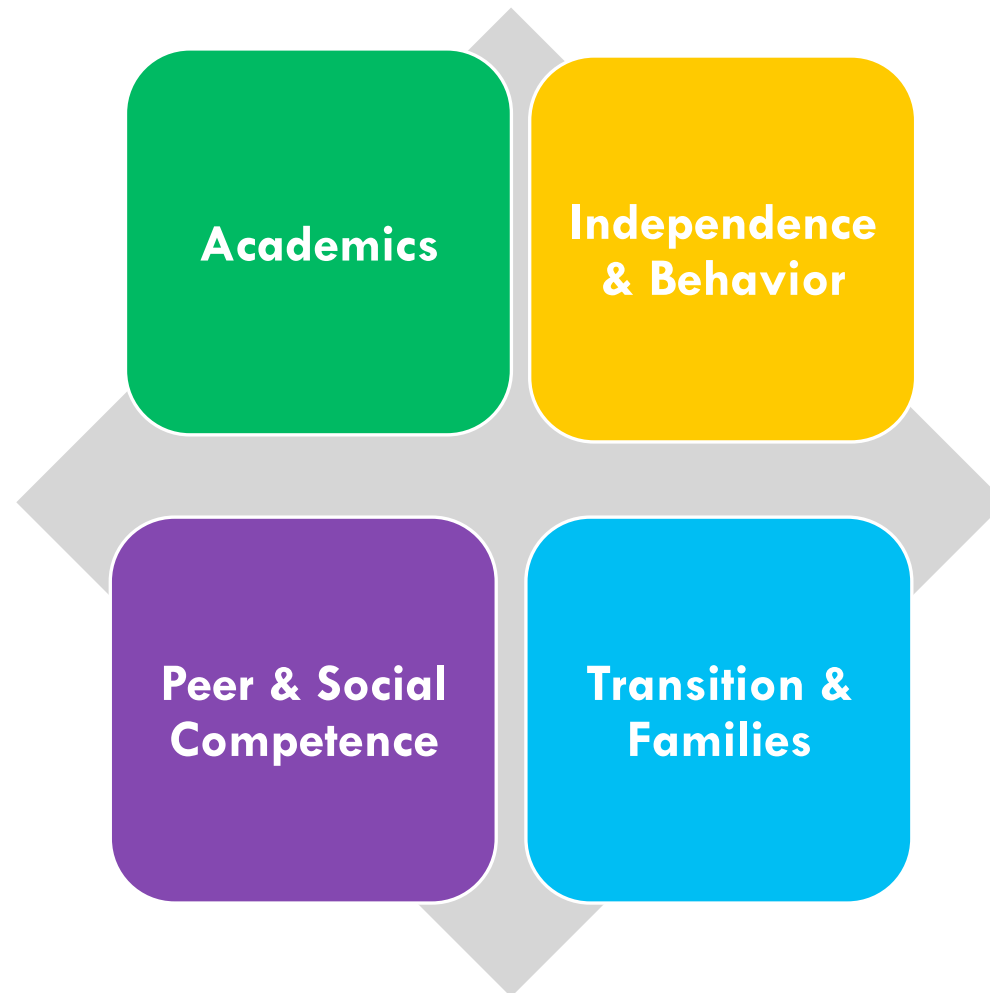 Academics
Independence
& Behavior
Peer & Social
Competence
Transition &
Families